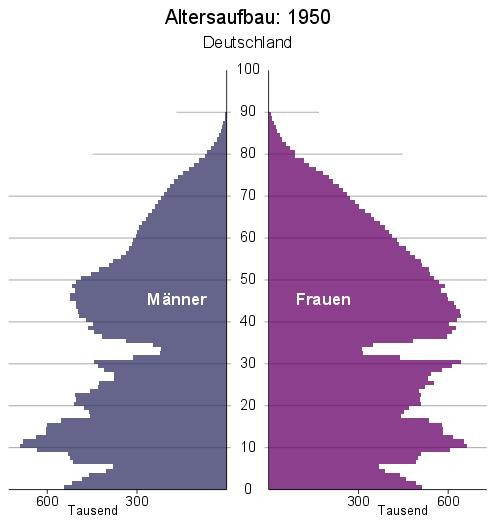 Altersaufbau: 1950
Deutschland
100
90
80
70
60
50
Männer
Frauen
40
30
20
10
0
600
300
300
600
Tausend
Tausend